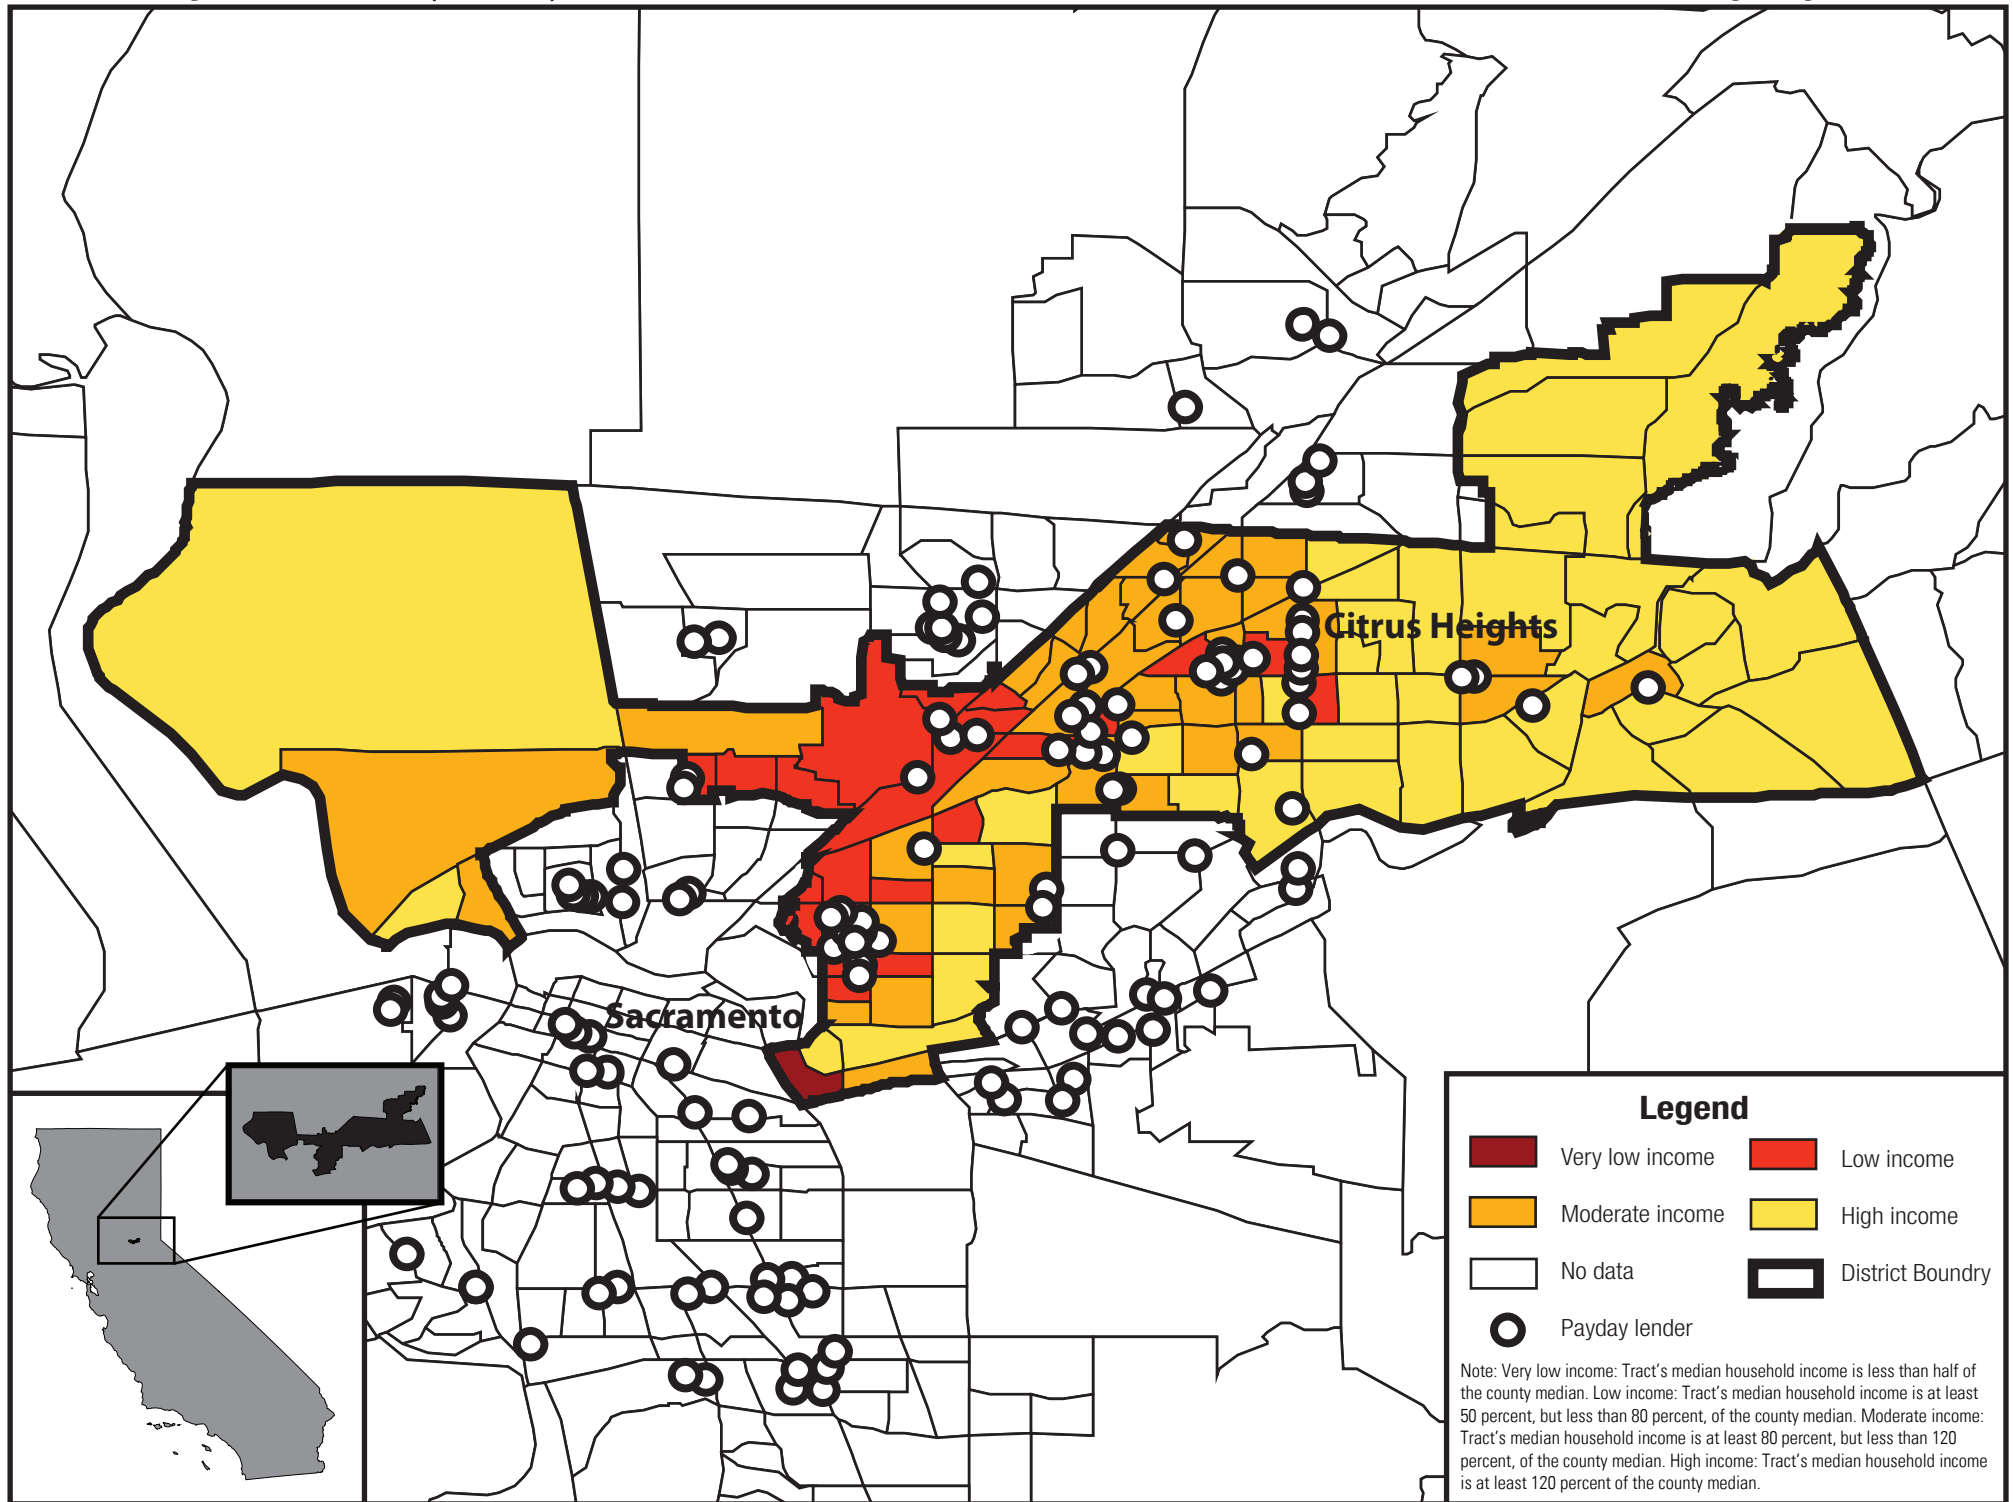 Citrus Heights
Sacramento
Legend
Very low income
Low income
Moderate income
High income
No data
District Boundry
Payday lender
Note: Very low income: Tract's median household income is less than half of
the county median. Low income: Tract's median household income is at least
50 percent, but less than 80 percent, of the county median. Moderate income:
Tract's median household income is at least 80 percent, but less than 120
percent, of the county median. High income: Tract's median household income
is at least 120 percent of the county median.